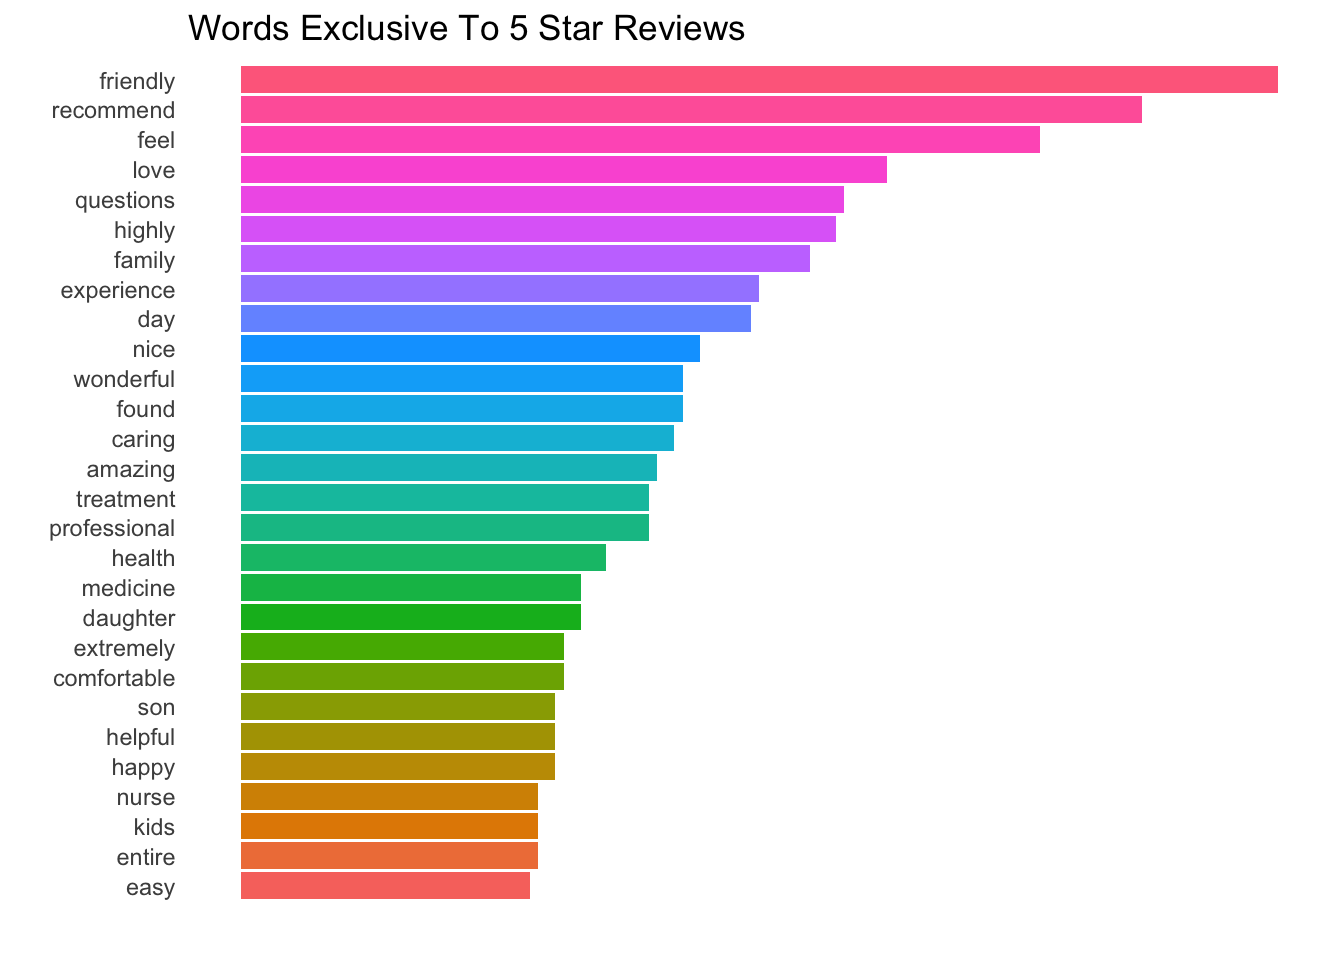 Words Exclusive To 5 Star Reviews
friendly
recommend
feel
love
questions
highly
family
experience
day
nice
wonderful
found
caring
amazing
treatment
professional
health
medicine
daughter
extremely
comfortable
son
helpful
happy
nurse
kids
entire
easy